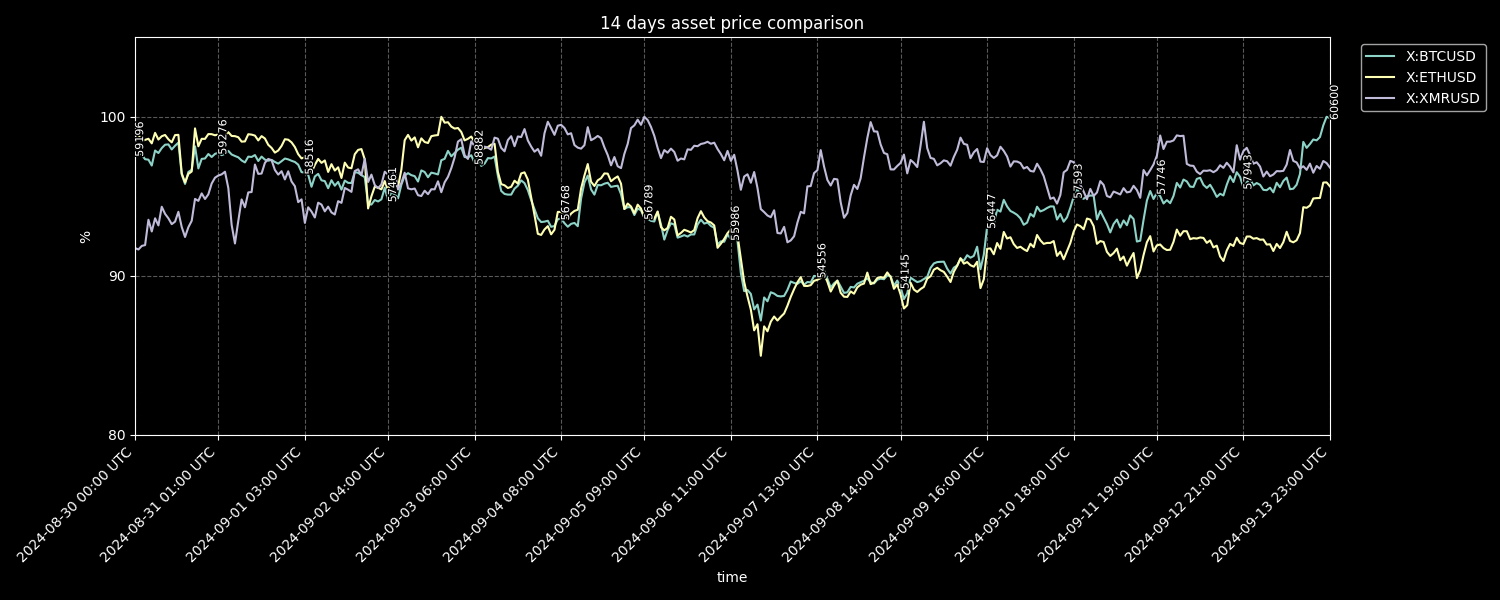 14 days asset price comparison
X:BTCUSD
X:ETHUSD
X:XMRUSD
100
90
80
%
59196
59276
58516
57461
58882
56768
56789
55986
54556
54145
56447
57593
57746
57943
60600
2024-08-30 00:00 UTC
2024-08-31 01:00 UTC
2024-09-01 03:00 UTC
2024-09-02 04:00 UTC
2024-09-03 06:00 UTC
2024-09-04 08:00 UTC
2024-09-05 09:00 UTC
2024-09-06 11:00 UTC
2024-09-07 13:00 UTC
2024-09-08 14:00 UTC
2024-09-09 16:00 UTC
2024-09-10 18:00 UTC
2024-09-11 19:00 UTC
2024-09-12 21:00 UTC
2024-09-13 23:00 UTC
time